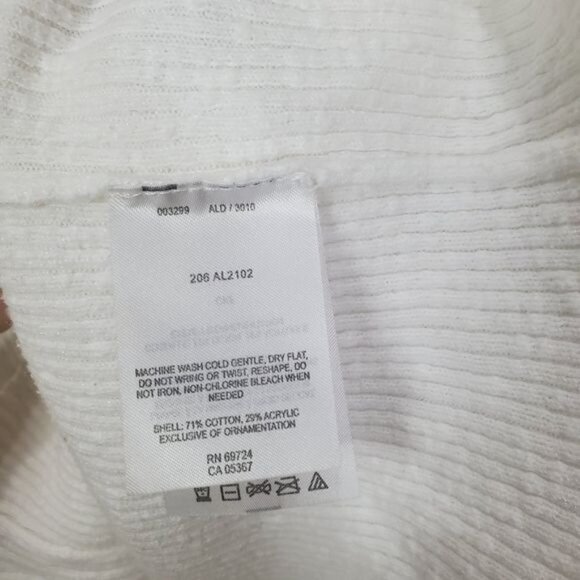 003299 ALD / 3010
206 AL2102
MACHINE WASH COLD GENTLE, DRY FLAT,
DO NOT WRING OR TWIST, RESHAPE, DO
NOT IRON, NON-CHLORINE BLEACH WHEN
NEEDED
SHELL: 71% COTTON, 29% ACRYLIC
EXCLUSIVE OF ORNAMENTATION
RN 69724
CA 05367